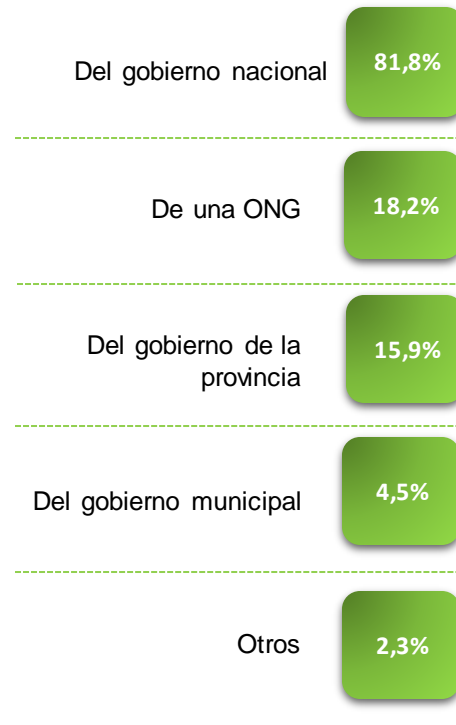 Del gobierno nacional
81,8%
De una ONG
18,2%
Del gobierno de la
provincia
15,9%
Del gobierno municipal
4,5%
Otros
2,3%